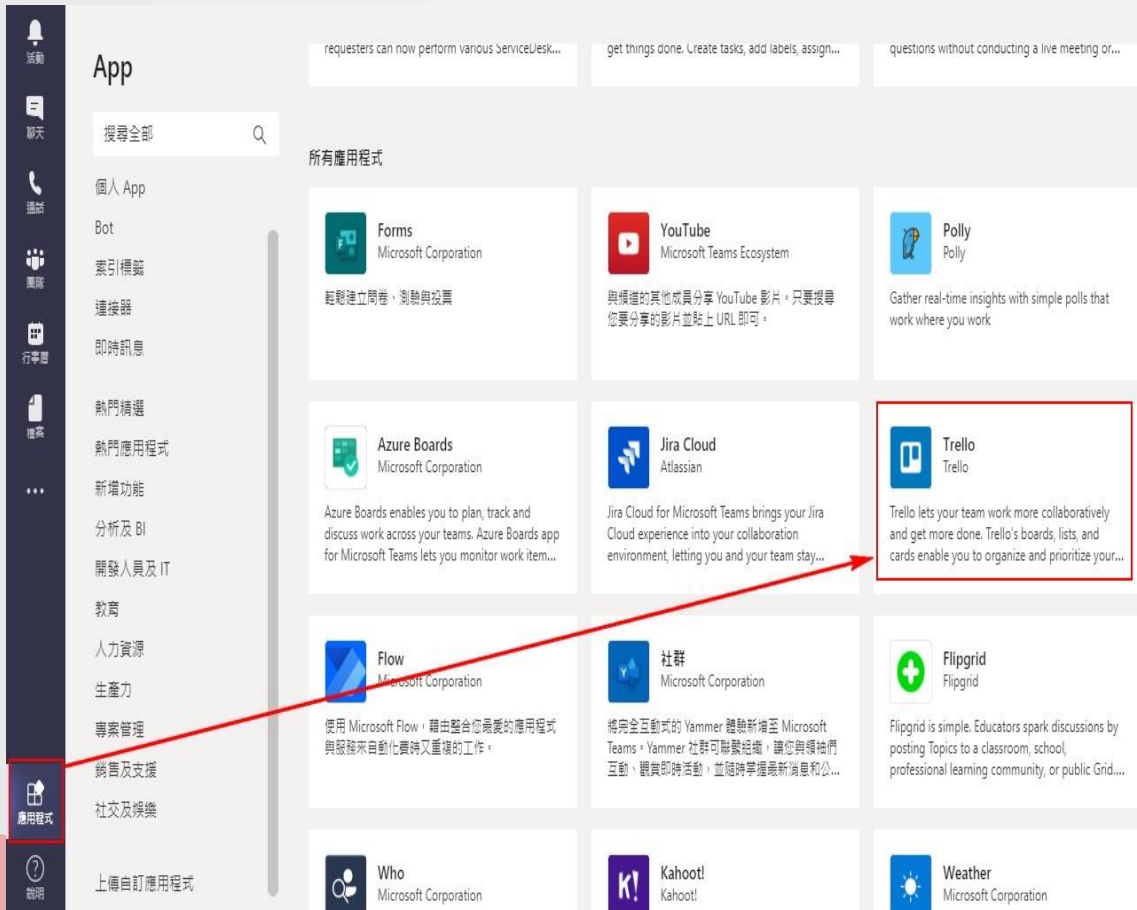 活動
聊天
通話
團隊
行事曆
檔案
應用程式
說明
App
搜尋全部
個人 App
Bot
索引標籤
連接器
即時訊息
熱門精選
熱門應用程式
新增功能
分析及 BI
開發人員及 IT
教育
人力資源
生產力
專案管理
銷售及支援
社交及娛樂
上傳自訂應用程式
requesters can now perform various ServiceDesk...
get things done. Create tasks, add labels, assign...
questions without conducting a live meeting or...
所有應用程式
Forms
Microsoft Corporation
輕鬆建立問卷、測驗與投票
YouTube
Microsoft Teams Ecosystem
與頻道的其他成員分享 YouTube 影片。只要搜尋
您要分享的影片並貼上 URL 即可。
Polly
Polly
Gather real-time insights with simple polls that
work where you work
Azure Boards
Microsoft Corporation
Azure Boards enables you to plan, track and
discuss work across your teams. Azure Boards app
for Microsoft Teams lets you monitor work item...
Jira Cloud
Atlassian
Jira Cloud for Microsoft Teams brings your Jira
Cloud experience into your collaboration
environment, letting you and your team stay...
Trello
Trello
Trello lets your team work more collaboratively
and get more done. Trello's boards, lists, and
cards enable you to organize and prioritize your...
Flow
Microsoft Corporation
使用 Microsoft Flow，藉由整合您最愛的應用程式
與服務來自動化費時又重複的工作。
社群
Microsoft Corporation
將完全互動式的 Yammer 體驗新增至 Microsoft
Teams。Yammer 社群可聯繫組織，讓您與領袖們
互動、觀賞即時活動，並隨時掌握最新消息和公...
Flipgrid
Flipgrid
Flipgrid is simple. Educators spark discussions by
posting Topics to a classroom, school,
professional learning community, or public Grid....
Who
Microsoft Corporation
K!
Kahoot!
Kahoot!
Weather
Microsoft Corporation